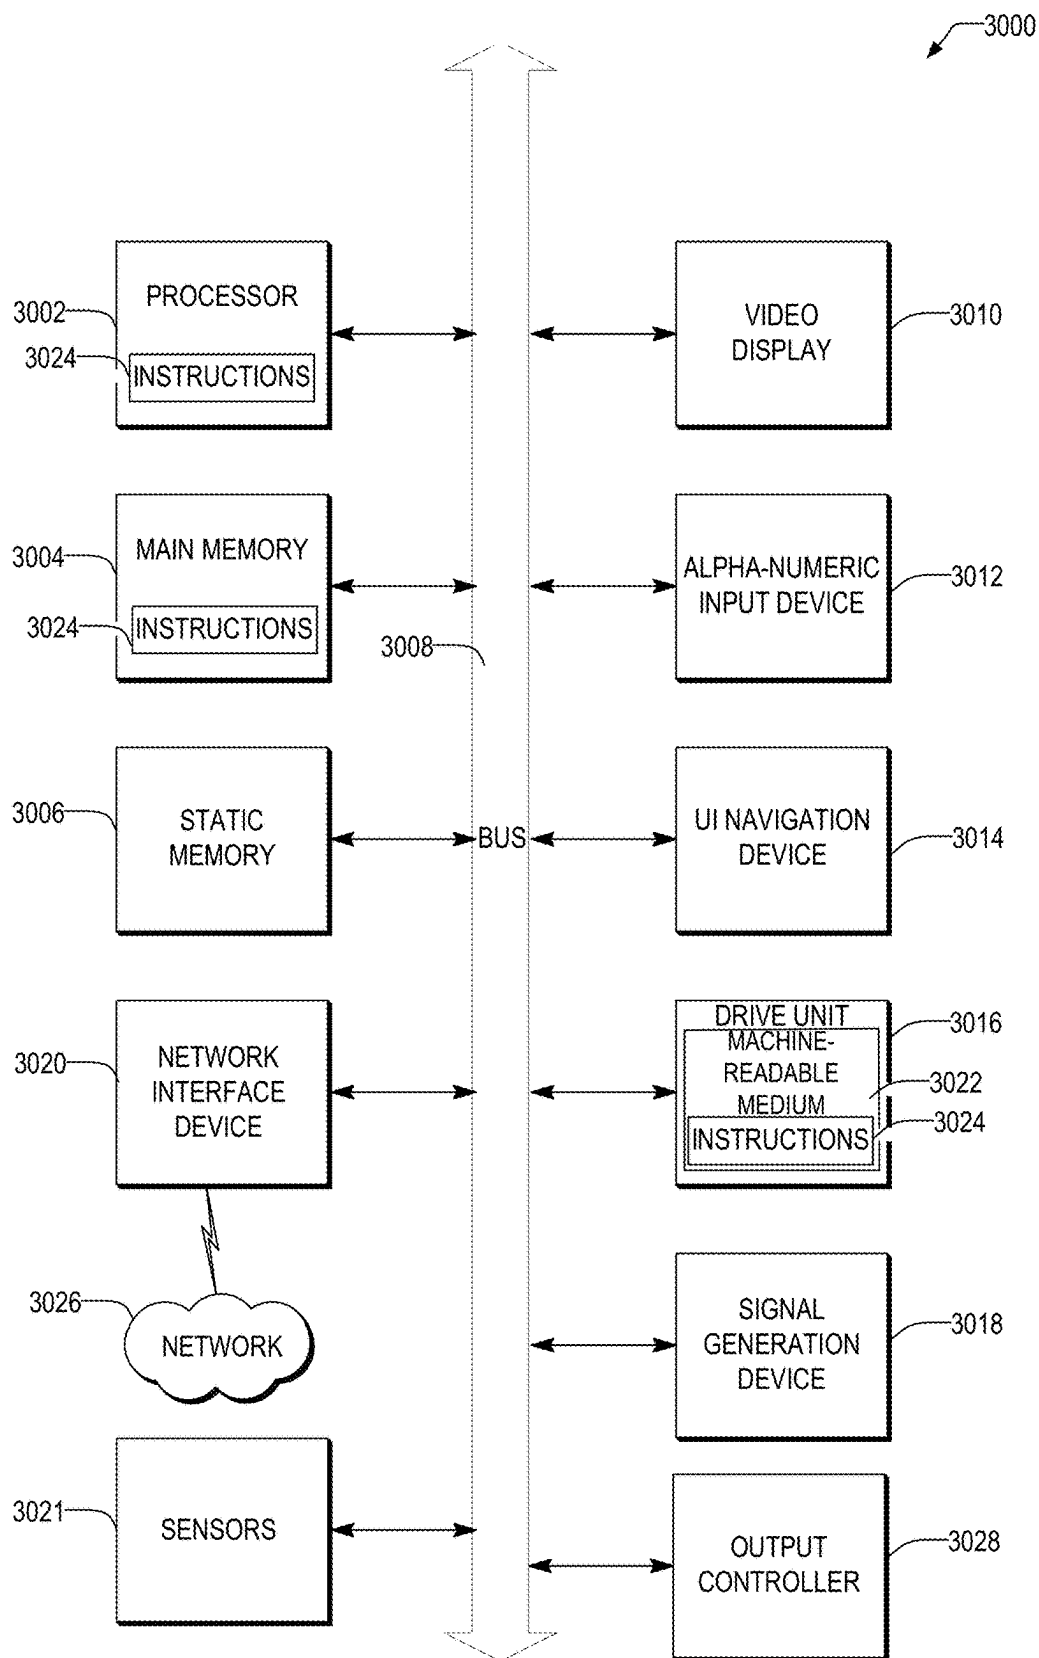 3000
PROCESSOR
3002
3024
INSTRUCTIONS
VIDEO
DISPLAY
3010
MAIN MEMORY
3004
3024
INSTRUCTIONS
3008
ALPHA-NUMERIC
INPUT DEVICE
3012
3006
STATIC
MEMORY
BUS
UI NAVIGATION
DEVICE
3014
3020
NETWORK
INTERFACE
DEVICE
DRIVE UNIT
3016
MACHINE-
READABLE
MEDIUM
3022
INSTRUCTIONS
3024
3026
NETWORK
SIGNAL
GENERATION
DEVICE
3018
3021
SENSORS
OUTPUT
CONTROLLER
3028